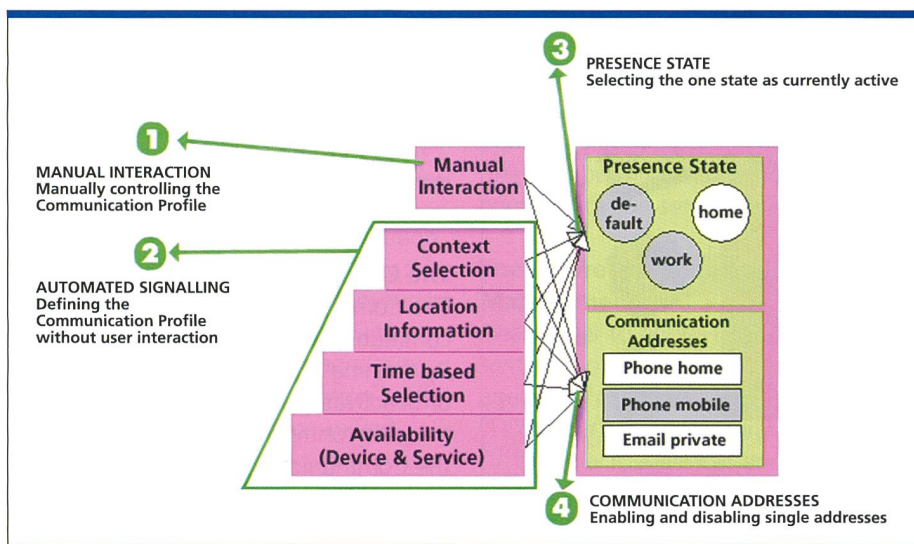 3
PRESENCE STATE
Selecting the one state as currently active
1
MANUAL INTERACTION
Manually controlling the
Communication Profile
2
AUTOMATED SIGNALLING
Defining the
Communication Profile
without user interaction
Manual
Interaction
Context
Selection
Location
Information
Time based
Selection
Availability
(Device & Service)
Presence State
de-
fault
home
work
Communication
Addresses
Phone home
Phone mobile
Email private
4
COMMUNICATION ADDRESSES
Enabling and disabling single addresses